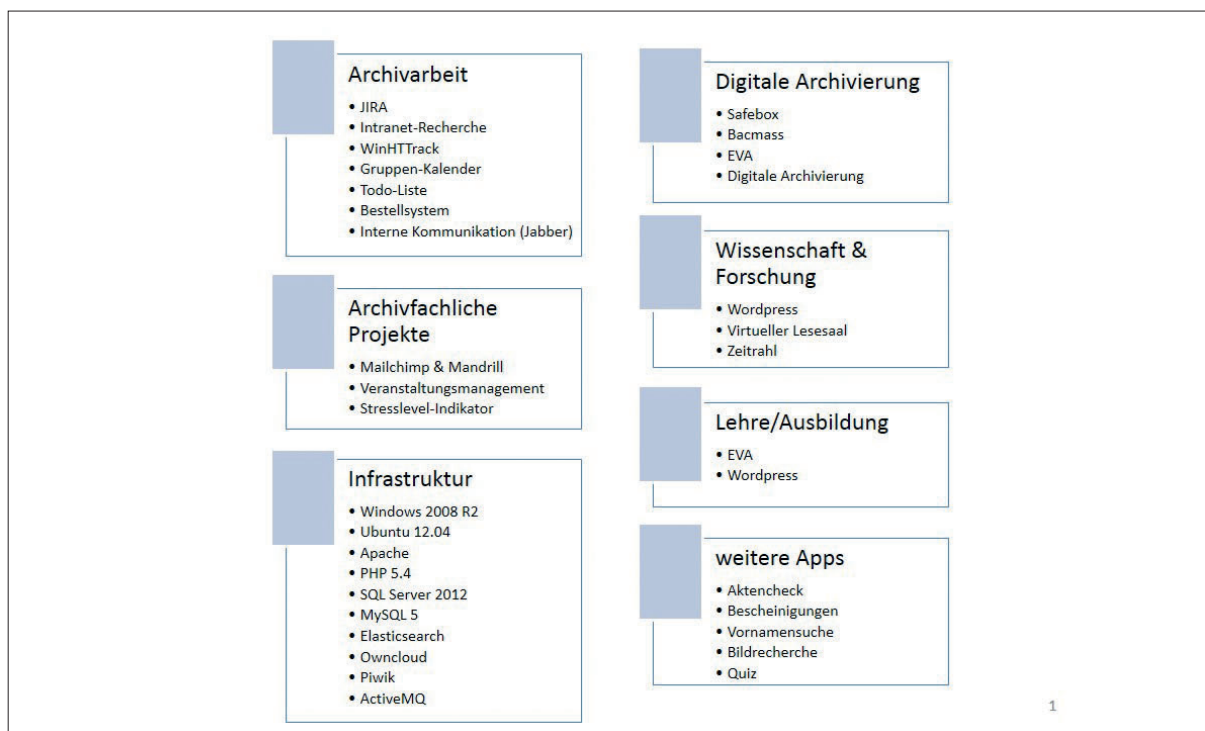 Archivarbeit
• JIRA
• Intranet-Recherche
• WinHTTrack
• Gruppen-Kalender
• Todo-Liste
• Bestellsystem
• Interne Kommunikation (Jabber)
Archivfachliche
Projekte
• Mailchimp & Mandrill
• Veranstaltungsmanagement
• Stresslevel-Indikator
Infrastruktur
• Windows 2008 R2
• Ubuntu 12.04
• Apache
• PHP 5.4
• SQL Server 2012
• MySQL 5
• Elasticsearch
• Owncloud
• Piwik
• ActiveMQ
Digitale Archivierung
• Safebox
• Bacmass
• EVA
• Digitale Archivierung
Wissenschaft &
Forschung
• Wordpress
• Virtueller Lesesaal
• Zeitrahl
Lehre/Ausbildung
• EVA
• Wordpress
weitere Apps
• Aktencheck
• Bescheinigungen
• Vornamensuche
• Bildrecherche
• Quiz
1